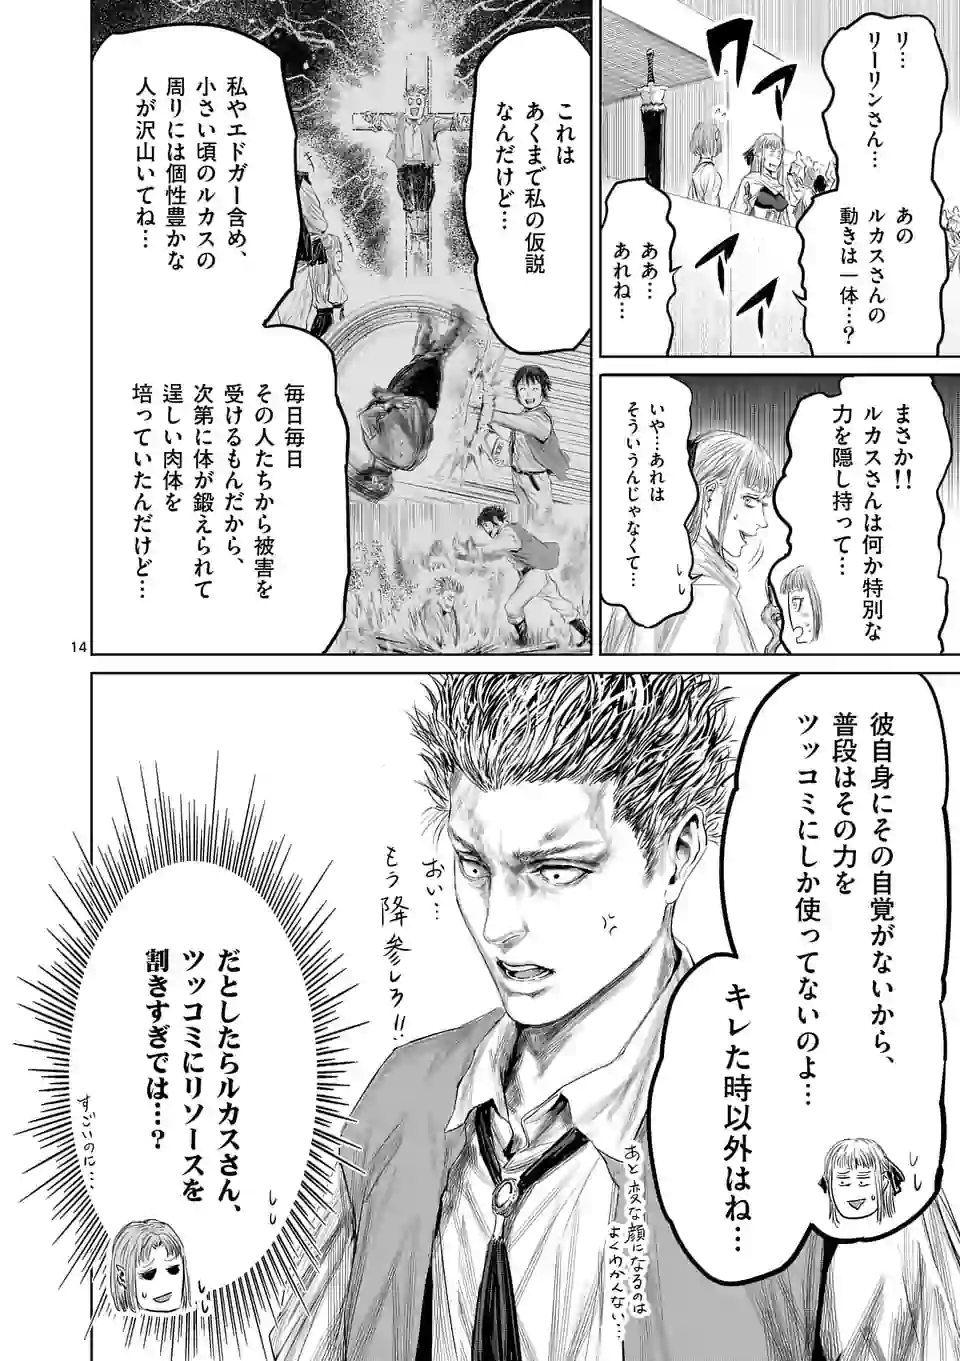 リ…
リーリンさん…
あの
ルカスさんの
動きは一体…?
ああ…
あれね…
まさか!!
ルカスさんは何か特別な
力を隠し持って…
いや…あれは
そういうんじゃなくて…
これは
あくまで私の仮説
なんだけど…
私やエドガー含め、
小さい頃のルカスの
周りには個性豊かな
人が沢山いてね…
毎日毎日
その人たちから被害を
受けるもんだから、
次第に体が鍛えられて
逞しい肉体を
培っていたんだけど…
14
彼自身にその自覚がないから、
普段はその力を
ツッコミにしか使ってないのよ…
キレた時以外はね…
おい…
もう降参しろ!!
あと変な顔になるのは
よくわかんない…
だとしたらルカスさん、
ツッコミにリソースを
割きすぎでは…?
すごいのに…